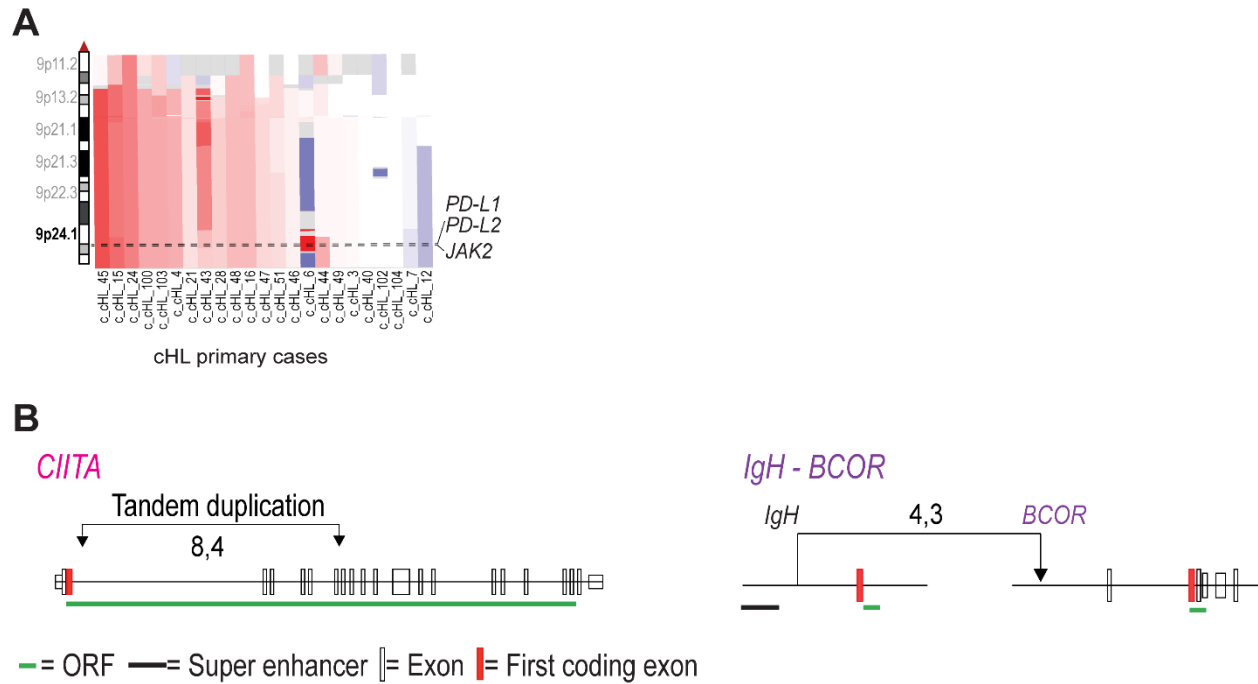 A
9p11.2
9p13.2
9p21.1
9p21.3
9p22.3
9p24.1
PD-L1
PD-L2
JAK2
c_cHL_45
c_cHL_15
c_cHL_24
c_cHL_100
c_cHL_103
c_cHL_4
c_cHL_21
c_cHL_43
c_cHL_28
c_cHL_48
c_cHL_16
c_cHL_47
c_cHL_51
c_cHL_46
c_cHL_6
c_cHL_44
c_cHL_49
c_cHL_3
c_cHL_40
c_cHL_102
c_cHL_104
c_cHL_7
c_cHL_12
cHL primary cases
B
CIITA
Tandem duplication
8,4
IgH - BCOR
IgH 4,3 BCOR
= ORF = Super enhancer = Exon = First coding exon